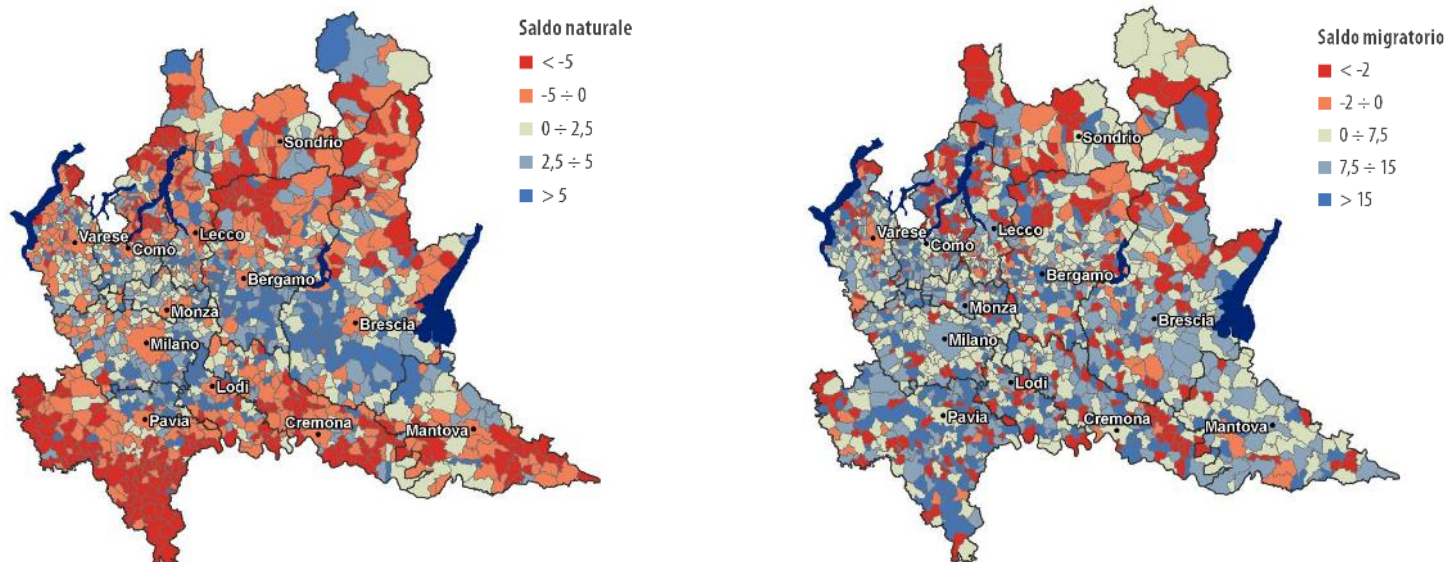 Saldo naturale
< -5
-5 ÷ 0
0 ÷ 2,5
2,5 ÷ 5
> 5
Sondrio
Varese
Como
Lecco
Bergamo
Monza
Milano
Brescia
Lodi
Pavia
Cremona
Mantova
Saldo migratorio
< -2
-2 ÷ 0
0 ÷ 7,5
7,5 ÷ 15
> 15
Sondrio
Varese
Como
Lecco
Bergamo
Monza
Milano
Brescia
Lodi
Pavia
Cremona
Mantova